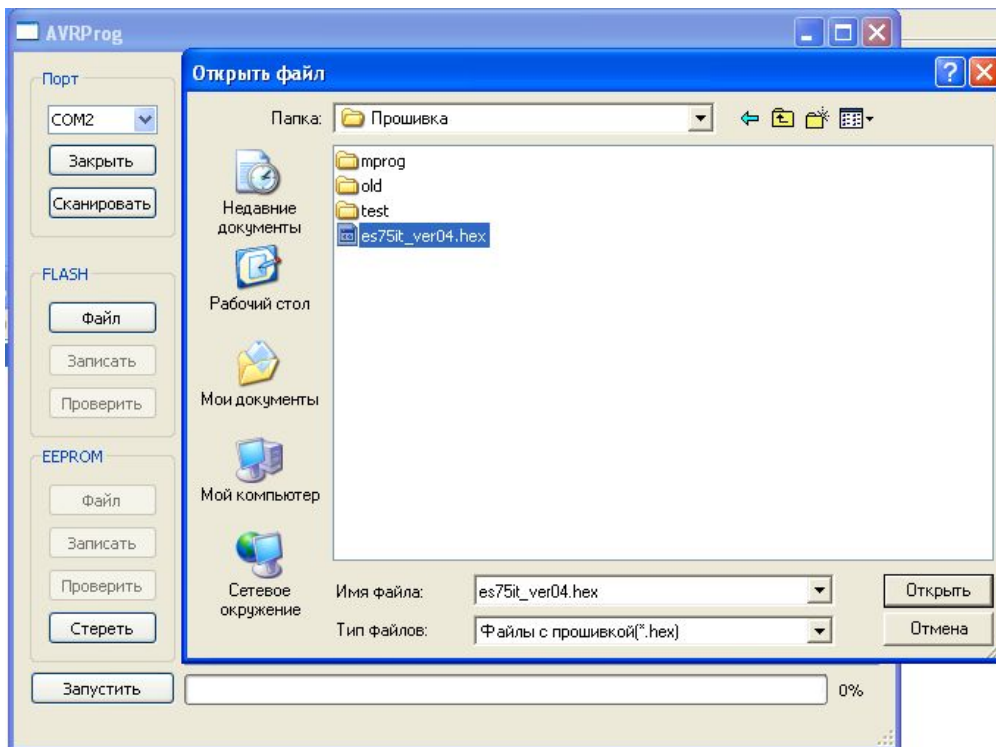 AVRProg
Порт
COM2
Закрыть
Сканировать
FLASH
Файл
Записать
Проверить
EEPROM
Файл
Записать
Проверить
Стереть
Запустить
0%
Открыть файл
Папка: Прошивка
Недавние
документы
Рабочий стол
Мои документы
Мой компьютер
Сетевое
окружение
mprog
old
test
es75it_ver04.hex
Имя файла: es75it_ver04.hex
Открыть
Тип файлов: Файлы с прошивкой(*.hex)
Отмена